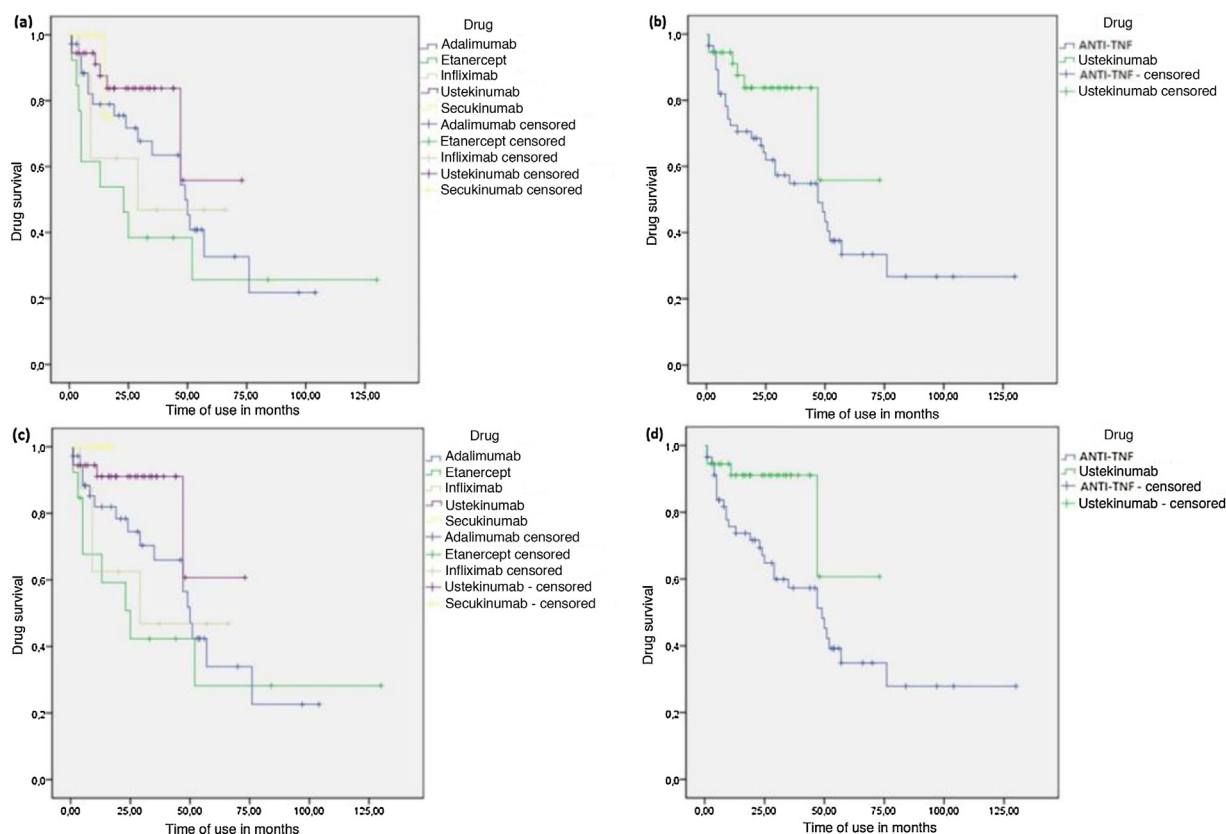 (a)
Drug
Adalimumab
Etanercept
Infliximab
Ustekinumab
Secukinumab
Adalimumab censored
Etanercept censored
Infliximab censored
Ustekinumab censored
Secukinumab censored
Drug survival
1,0
0,8
0,6
0,4
0,2
0,0
0,00 25,00 50,00 75,00 100,00 125,00
Time of use in months
(b)
Drug
ANTI-TNF
Ustekinumab
ANTI-TNF - censored
Ustekinumab censored
Drug survival
1,0
0,8
0,6
0,4
0,2
0,0
0,00 25,00 50,00 75,00 100,00 125,00
Time of use in months
(c)
Drug
Adalimumab
Etanercept
Infliximab
Ustekinumab
Secukinumab
Adalimumab censored
Etanercept censored
Infliximab censored
Ustekinumab - censored
Secukinumab - censored
Drug survival
1,0
0,8
0,6
0,4
0,2
0,0
0,00 25,00 50,00 75,00 100,00 125,00
Time of use in months
(d)
Drug
ANTI-TNF
Ustekinumab
ANTI-TNF - censored
Ustekinumab - censored
Drug survival
1,0
0,8
0,6
0,4
0,2
0,0
0,00 25,00 50,00 75,00 100,00 125,00
Time of use in months